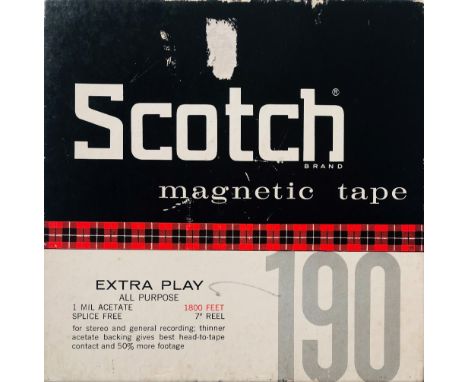 Scotch®
BRAND
magnetic tape
190
EXTRA PLAY
ALL PURPOSE
1 MIL ACETATE 1800 FEET
SPLICE FREE 7" REEL
for stereo and general recording; thinner
acetate backing gives best head-to-tape
contact and 50% more footage